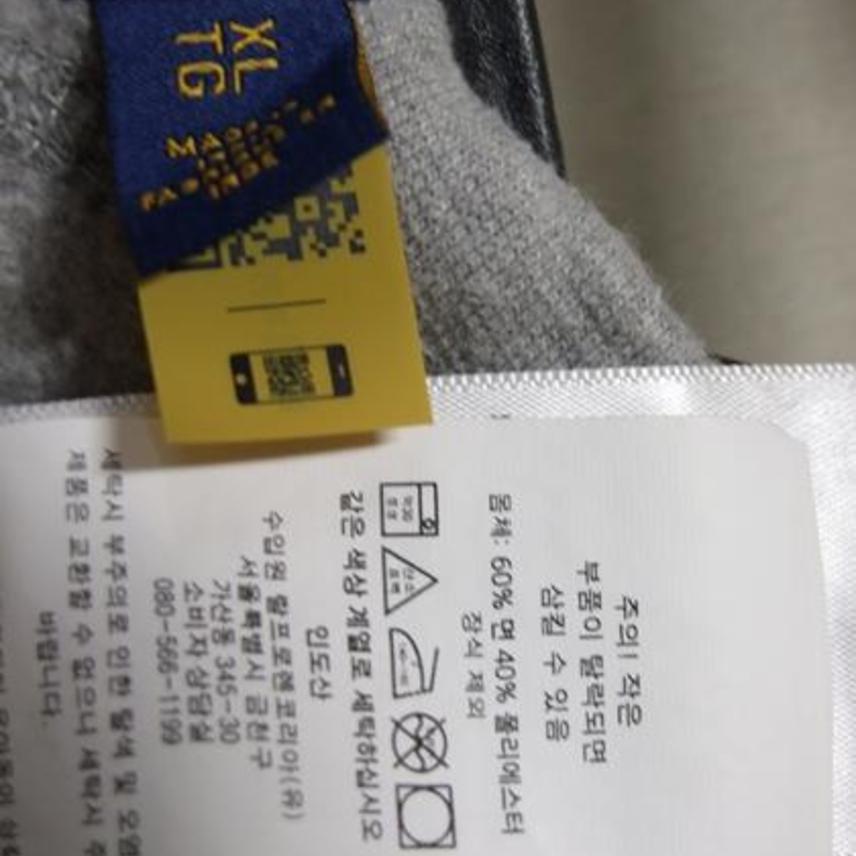 XL
TG
주의! 작은
부품이 탈락되면
삼킬 수 있음
몸체: 60% 면 40% 폴리에스터
장식 제외
같은 색상 계열로 세탁하십시오
인도산
수입원 랄프로렌코리아(유)
서울특별시 금천구
가산동 345-30
소비자상담실
080-566-1199
세탁시 부주의로 인한 탈색 및 오염
제품은 교환할 수 없으니 세탁시 주
바랍니다.